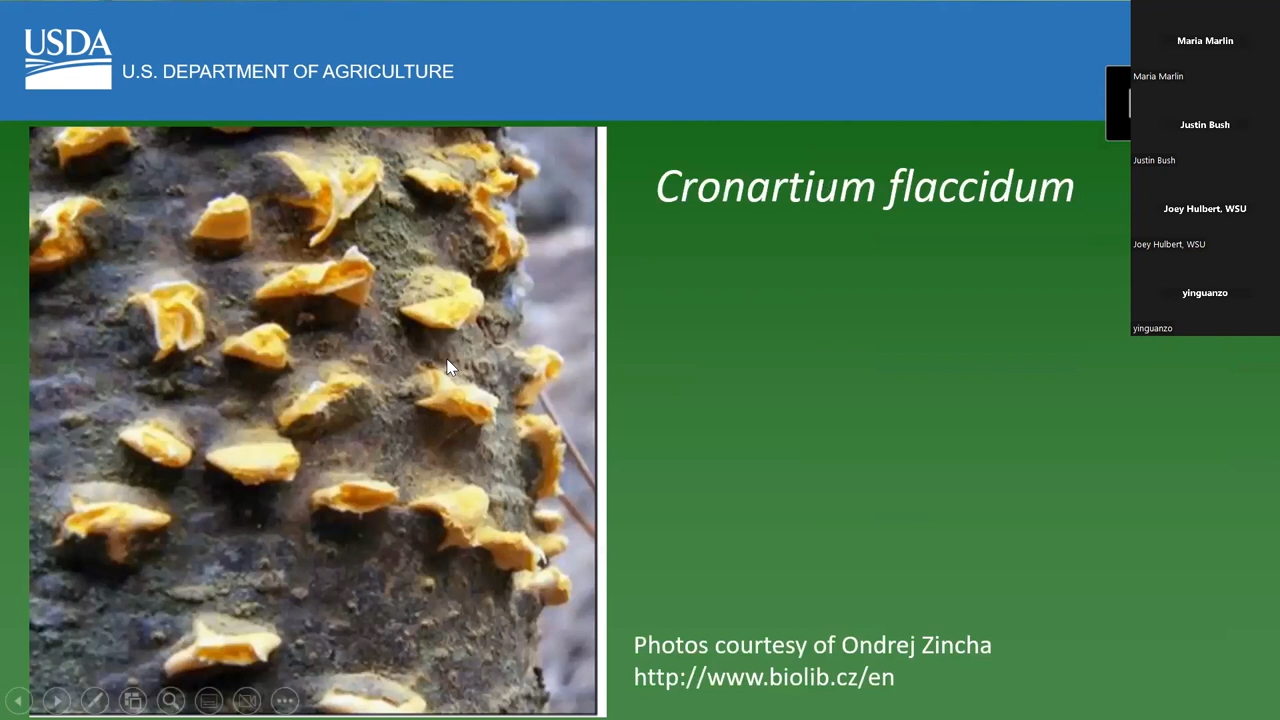 USDA
U.S. DEPARTMENT OF AGRICULTURE
Cronartium flaccidum
Photos courtesy of Ondrej Zincha
http://www.biolib.cz/en
Maria Marlin
Maria Marlin
Justin Bush
Justin Bush
Joey Hulbert, WSU
Joey Hulbert, WSU
yinguanzo
yinguanzo